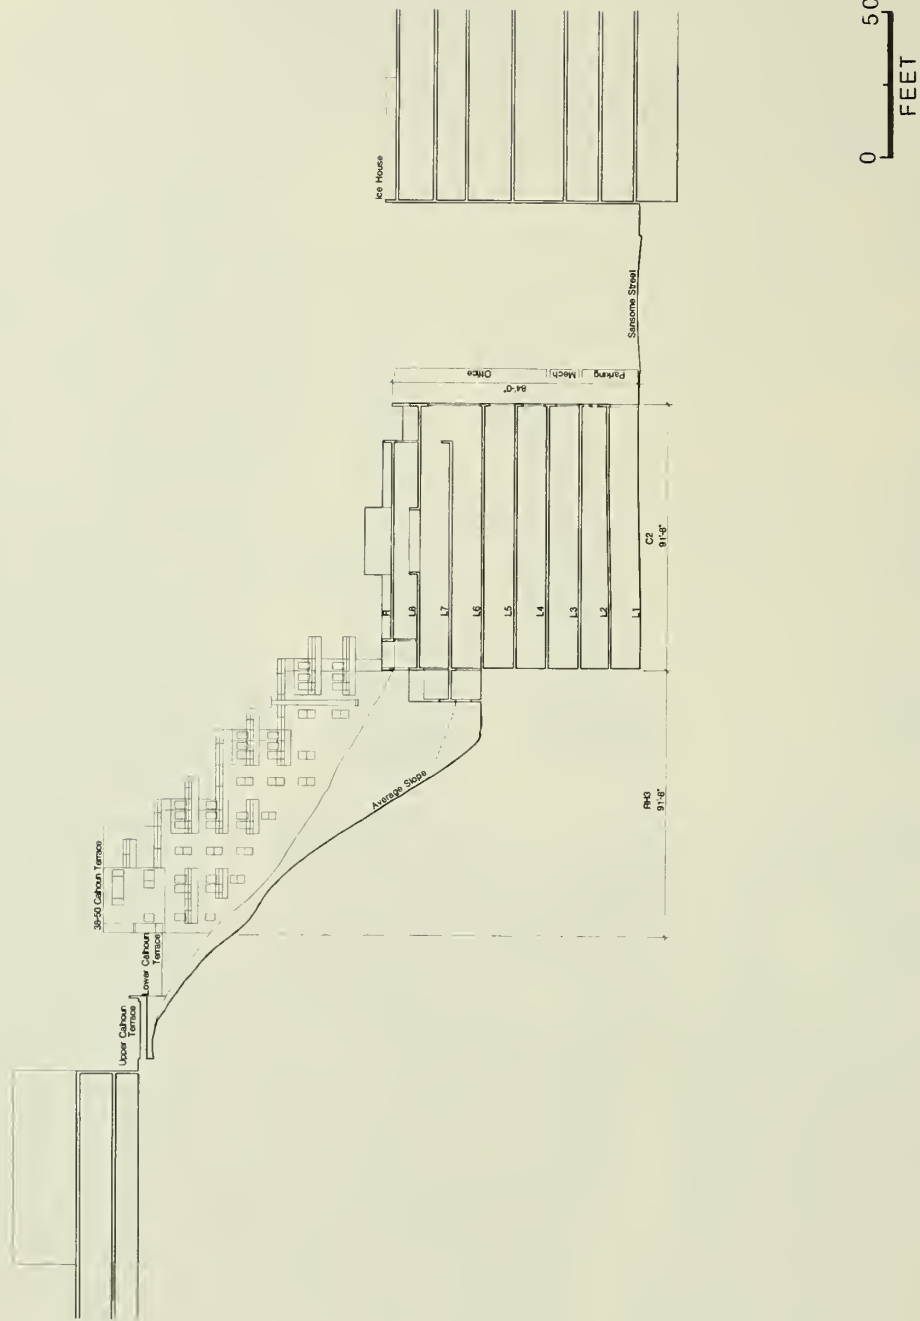 Ice House
38-50 Calhoun Terrace
Upper Calhoun
Terrace
Lower Calhoun
Terrace
Average Slope
R
L8
L7
L6
L5
L4
L3
L2
L1
Office
Mech
Parking
84'-0"
Sansome Street
RH3
91'-8"
C2
91'-8"
0
50
FEET